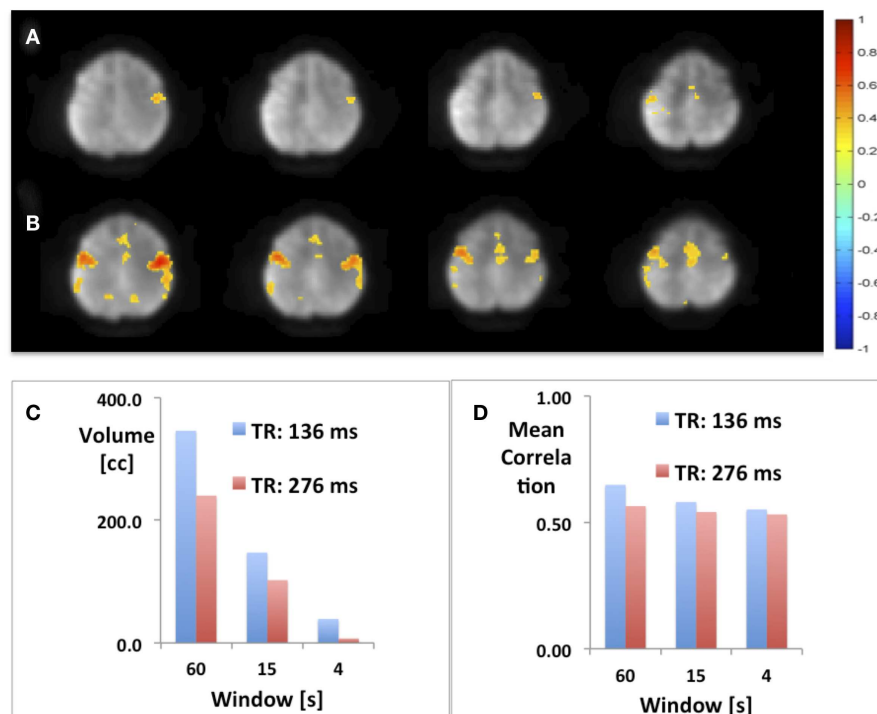 A
1
0.8
0.6
0.4
0.2
0
-0.2
-0.4
-0.6
-0.8
-1
B
C
400.0
Volume
[cc]
200.0
0.0
TR: 136 ms
TR: 276 ms
60
15
4
Window [s]
D
1.00
Mean
Correla
tion
0.50
0.00
TR: 136 ms
TR: 276 ms
60
15
4
Window [s]